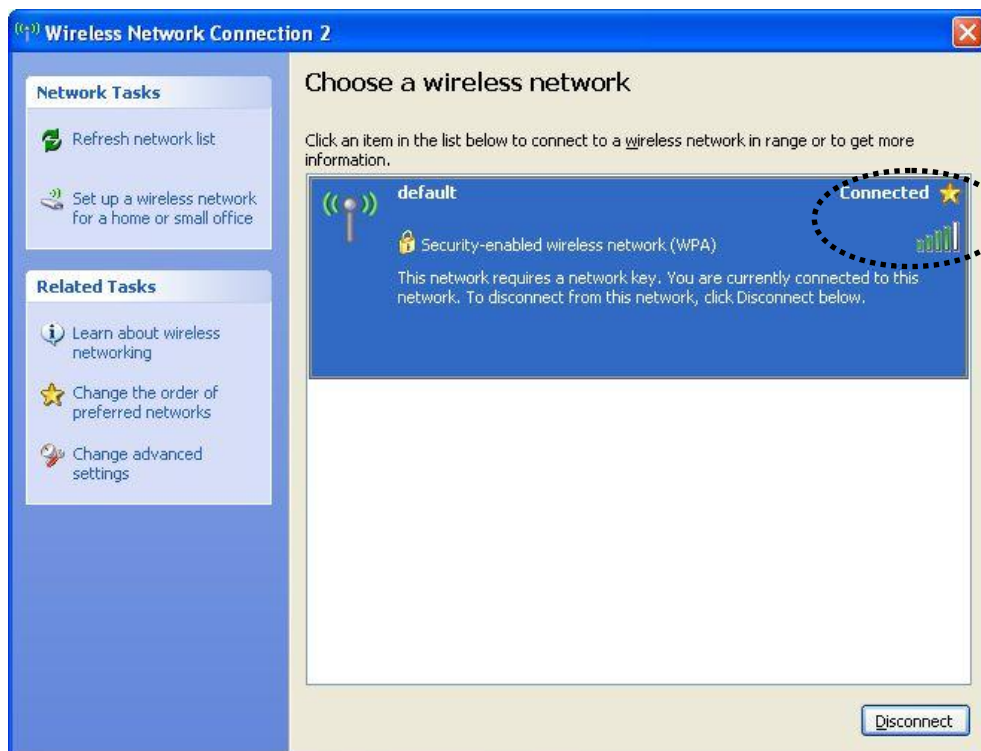 Wireless Network Connection 2
Network Tasks
Refresh network list
Set up a wireless network
for a home or small office
Related Tasks
Learn about wireless
networking
Change the order of
preferred networks
Change advanced
settings
Choose a wireless network
Click an item in the list below to connect to a wireless network in range or to get more
information.
default
Connected
Security-enabled wireless network (WPA)
This network requires a network key. You are currently connected to this
network. To disconnect from this network, click Disconnect below.
Disconnect